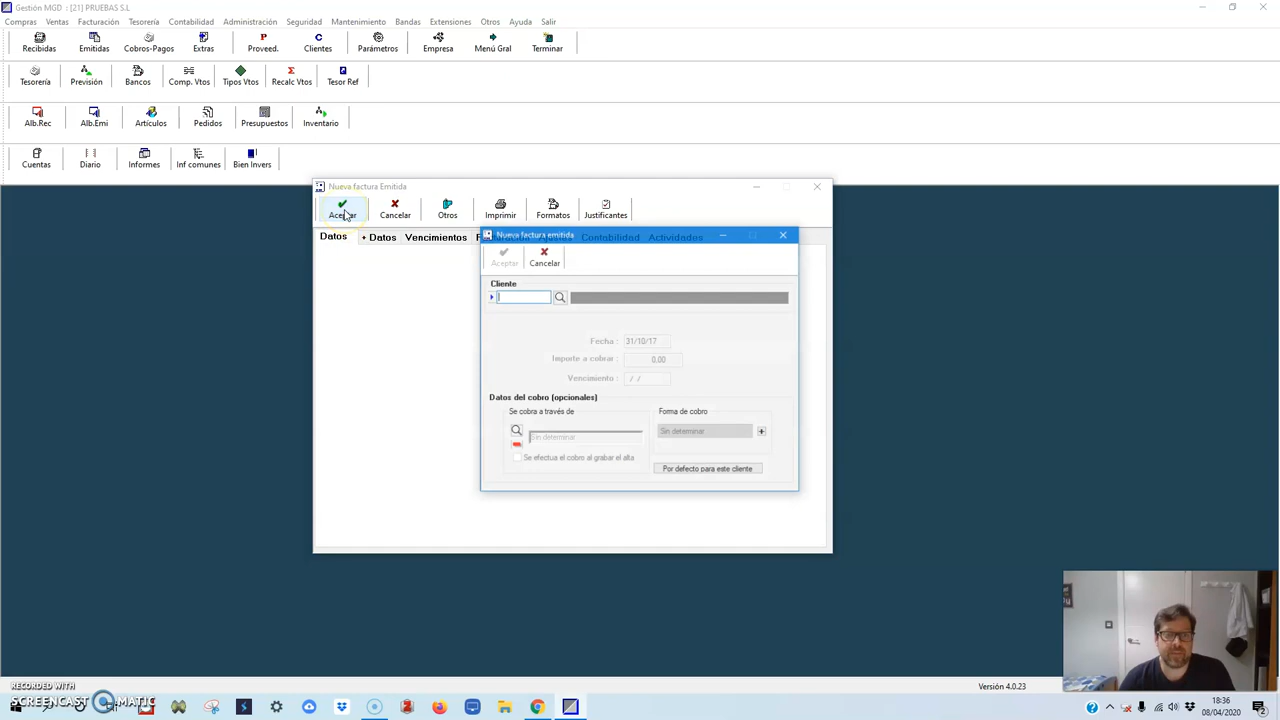 Gestión MGD : [21] PRUEBAS S.L
Compras Ventas Facturación Tesorería Contabilidad Administración Seguridad Mantenimiento Bandas Extensiones Otros Ayuda Salir
Recibidas Emitidas Cobros-Pagos Extras Proveed. Clientes Parámetros Empresa Menú Gral Terminar
Tesorería Previsión Bancos Comp. Vtos Tipos Vtos Recalc Vtos Tesor Ref
Alb.Rec Alb.Emi Artículos Pedidos Presupuestos Inventario
Cuentas Diario Informes Inf comunes Bien Invers
Nueva factura Emitida
Aceptar Cancelar Otros Imprimir Formatos Justificantes
Datos + Datos Vencimientos Contabilidad Actividades
Nueva factura emitida
Aceptar Cancelar
Cliente
Fecha : 31/10/17
Importe a cobrar : 0.00
Vencimiento : / /
Datos del cobro (opcionales)
Se cobra a través de Forma de cobro
Sin determinar Sin determinar +
Se efectua el cobro al grabar el alta
Por defecto para este cliente
RECORDED WITH
SCREENCAST MATIC
Versión 4.0.23
18:36
08/04/2020